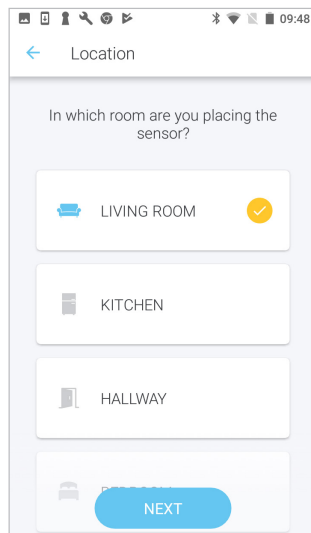 09:48
Location
In which room are you placing the
sensor?
LIVING ROOM
KITCHEN
HALLWAY
NEXT